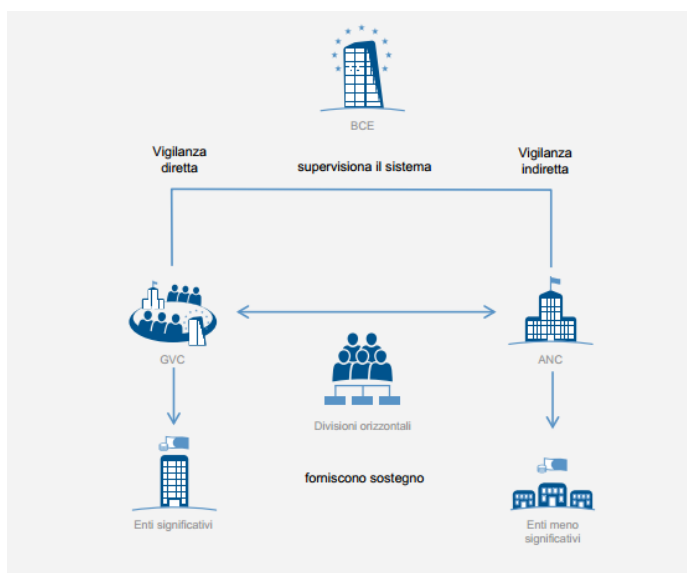 BCE
Vigilanza
diretta
supervisiona il sistema
Vigilanza
indiretta
GVC
ANC
Divisioni orizzontali
forniscono sostegno
Enti significativi
Enti meno
significativi